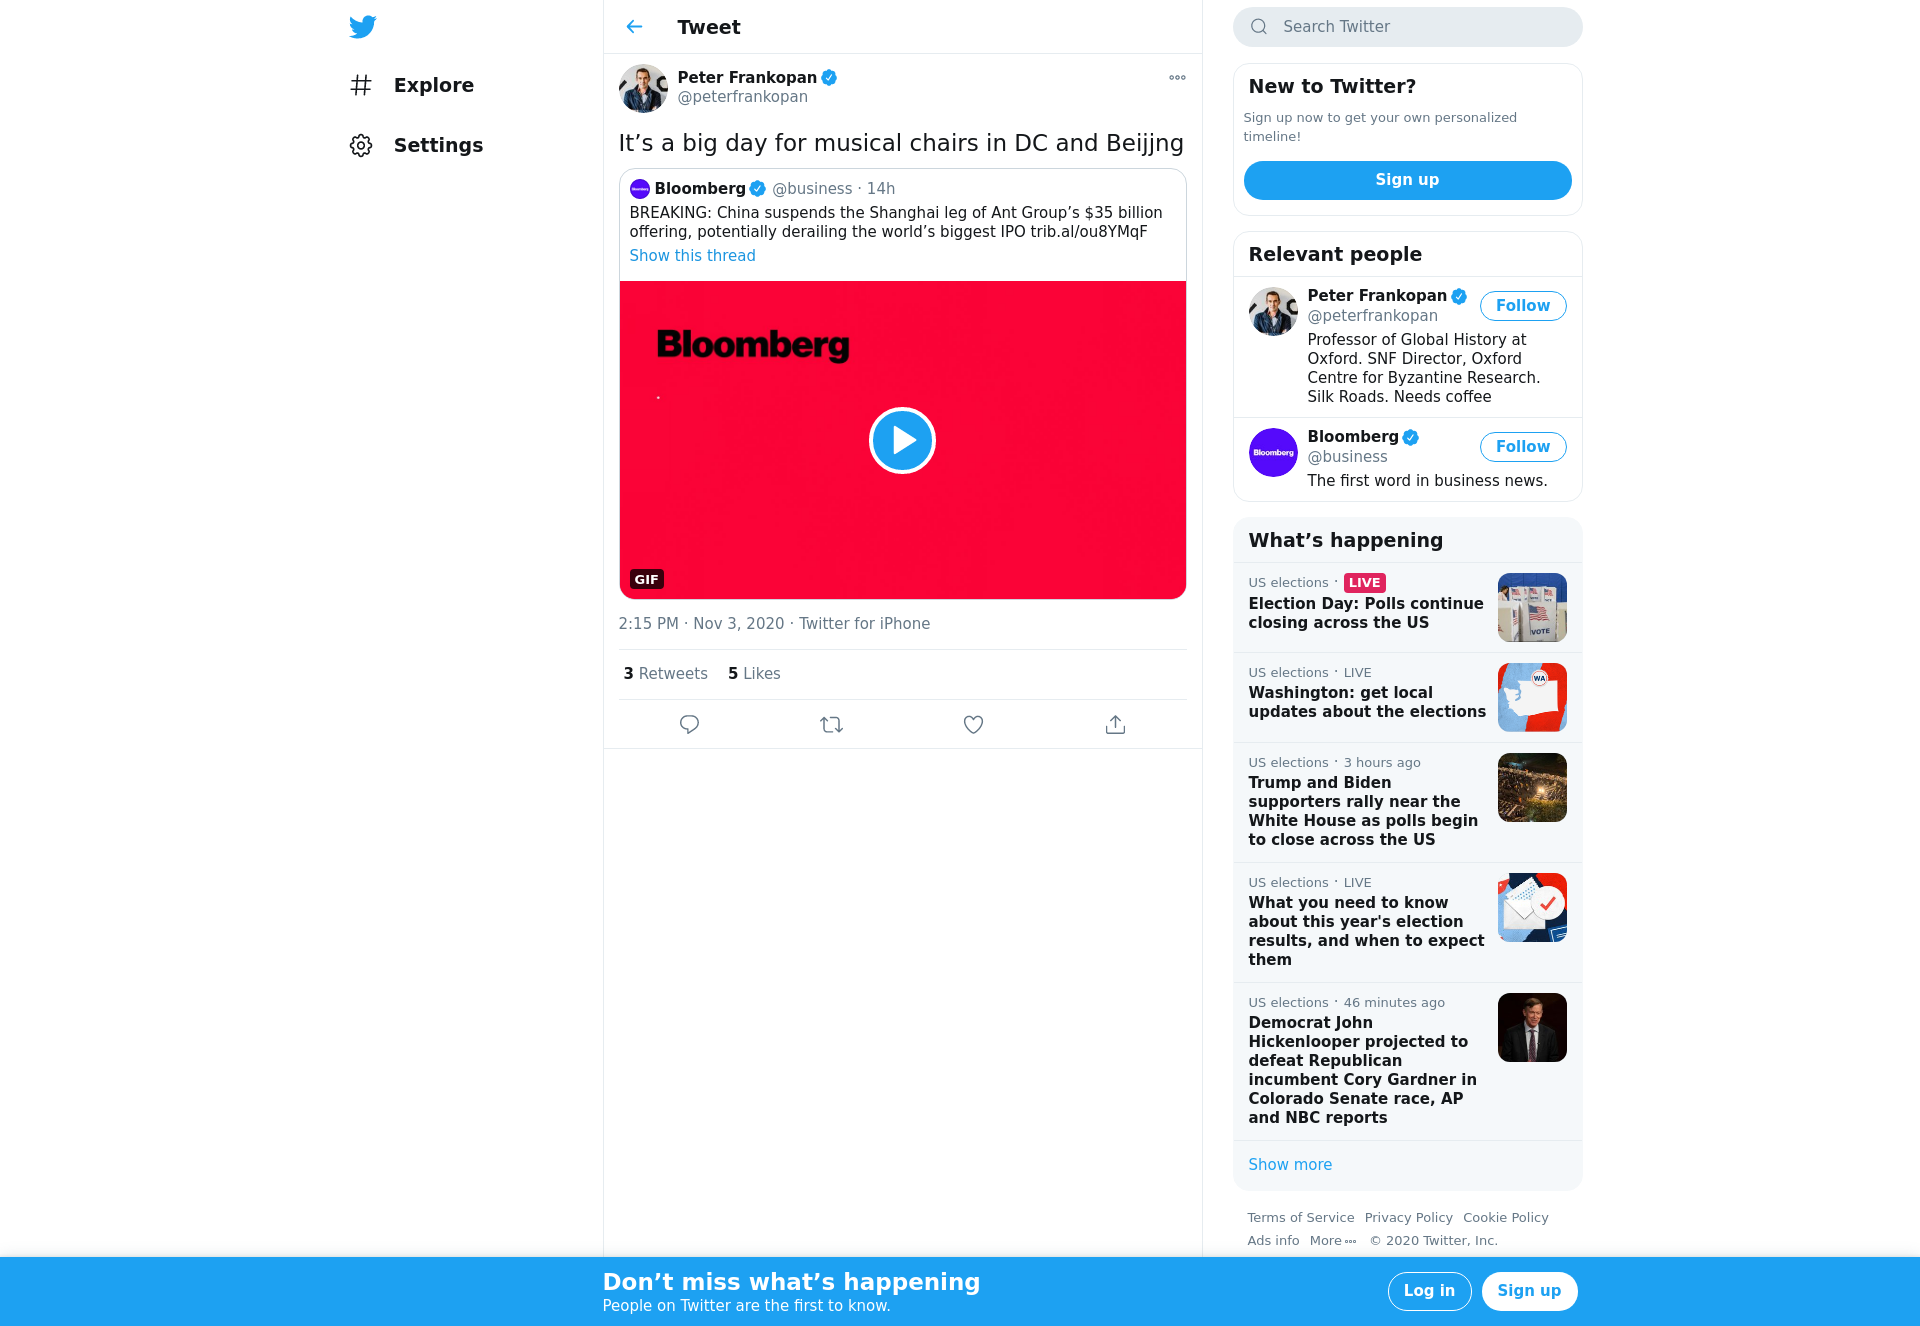 Explore
Settings
Tweet
Peter Frankopan
@peterfrankopan
It’s a big day for musical chairs in DC and Beijjng
Bloomberg @business · 14h
BREAKING: China suspends the Shanghai leg of Ant Group’s $35 billion
offering, potentially derailing the world’s biggest IPO trib.al/ou8YMqF
Show this thread
Bloomberg
GIF
2:15 PM · Nov 3, 2020 · Twitter for iPhone
3 Retweets 5 Likes
Search Twitter
New to Twitter?
Sign up now to get your own personalized
timeline!
Sign up
Relevant people
Peter Frankopan
@peterfrankopan
Follow
Professor of Global History at
Oxford. SNF Director, Oxford
Centre for Byzantine Research.
Silk Roads. Needs coffee
Bloomberg
Bloomberg
@business
Follow
The first word in business news.
What’s happening
US elections · LIVE
Election Day: Polls continue
closing across the US
VOTE
US elections · LIVE
Washington: get local
updates about the elections
WA
US elections · 3 hours ago
Trump and Biden
supporters rally near the
White House as polls begin
to close across the US
US elections · LIVE
What you need to know
about this year's election
results, and when to expect
them
US elections · 46 minutes ago
Democrat John
Hickenlooper projected to
defeat Republican
incumbent Cory Gardner in
Colorado Senate race, AP
and NBC reports
Show more
Terms of Service Privacy Policy Cookie Policy
Ads info More © 2020 Twitter, Inc.
Don’t miss what’s happening
People on Twitter are the first to know.
Log in
Sign up